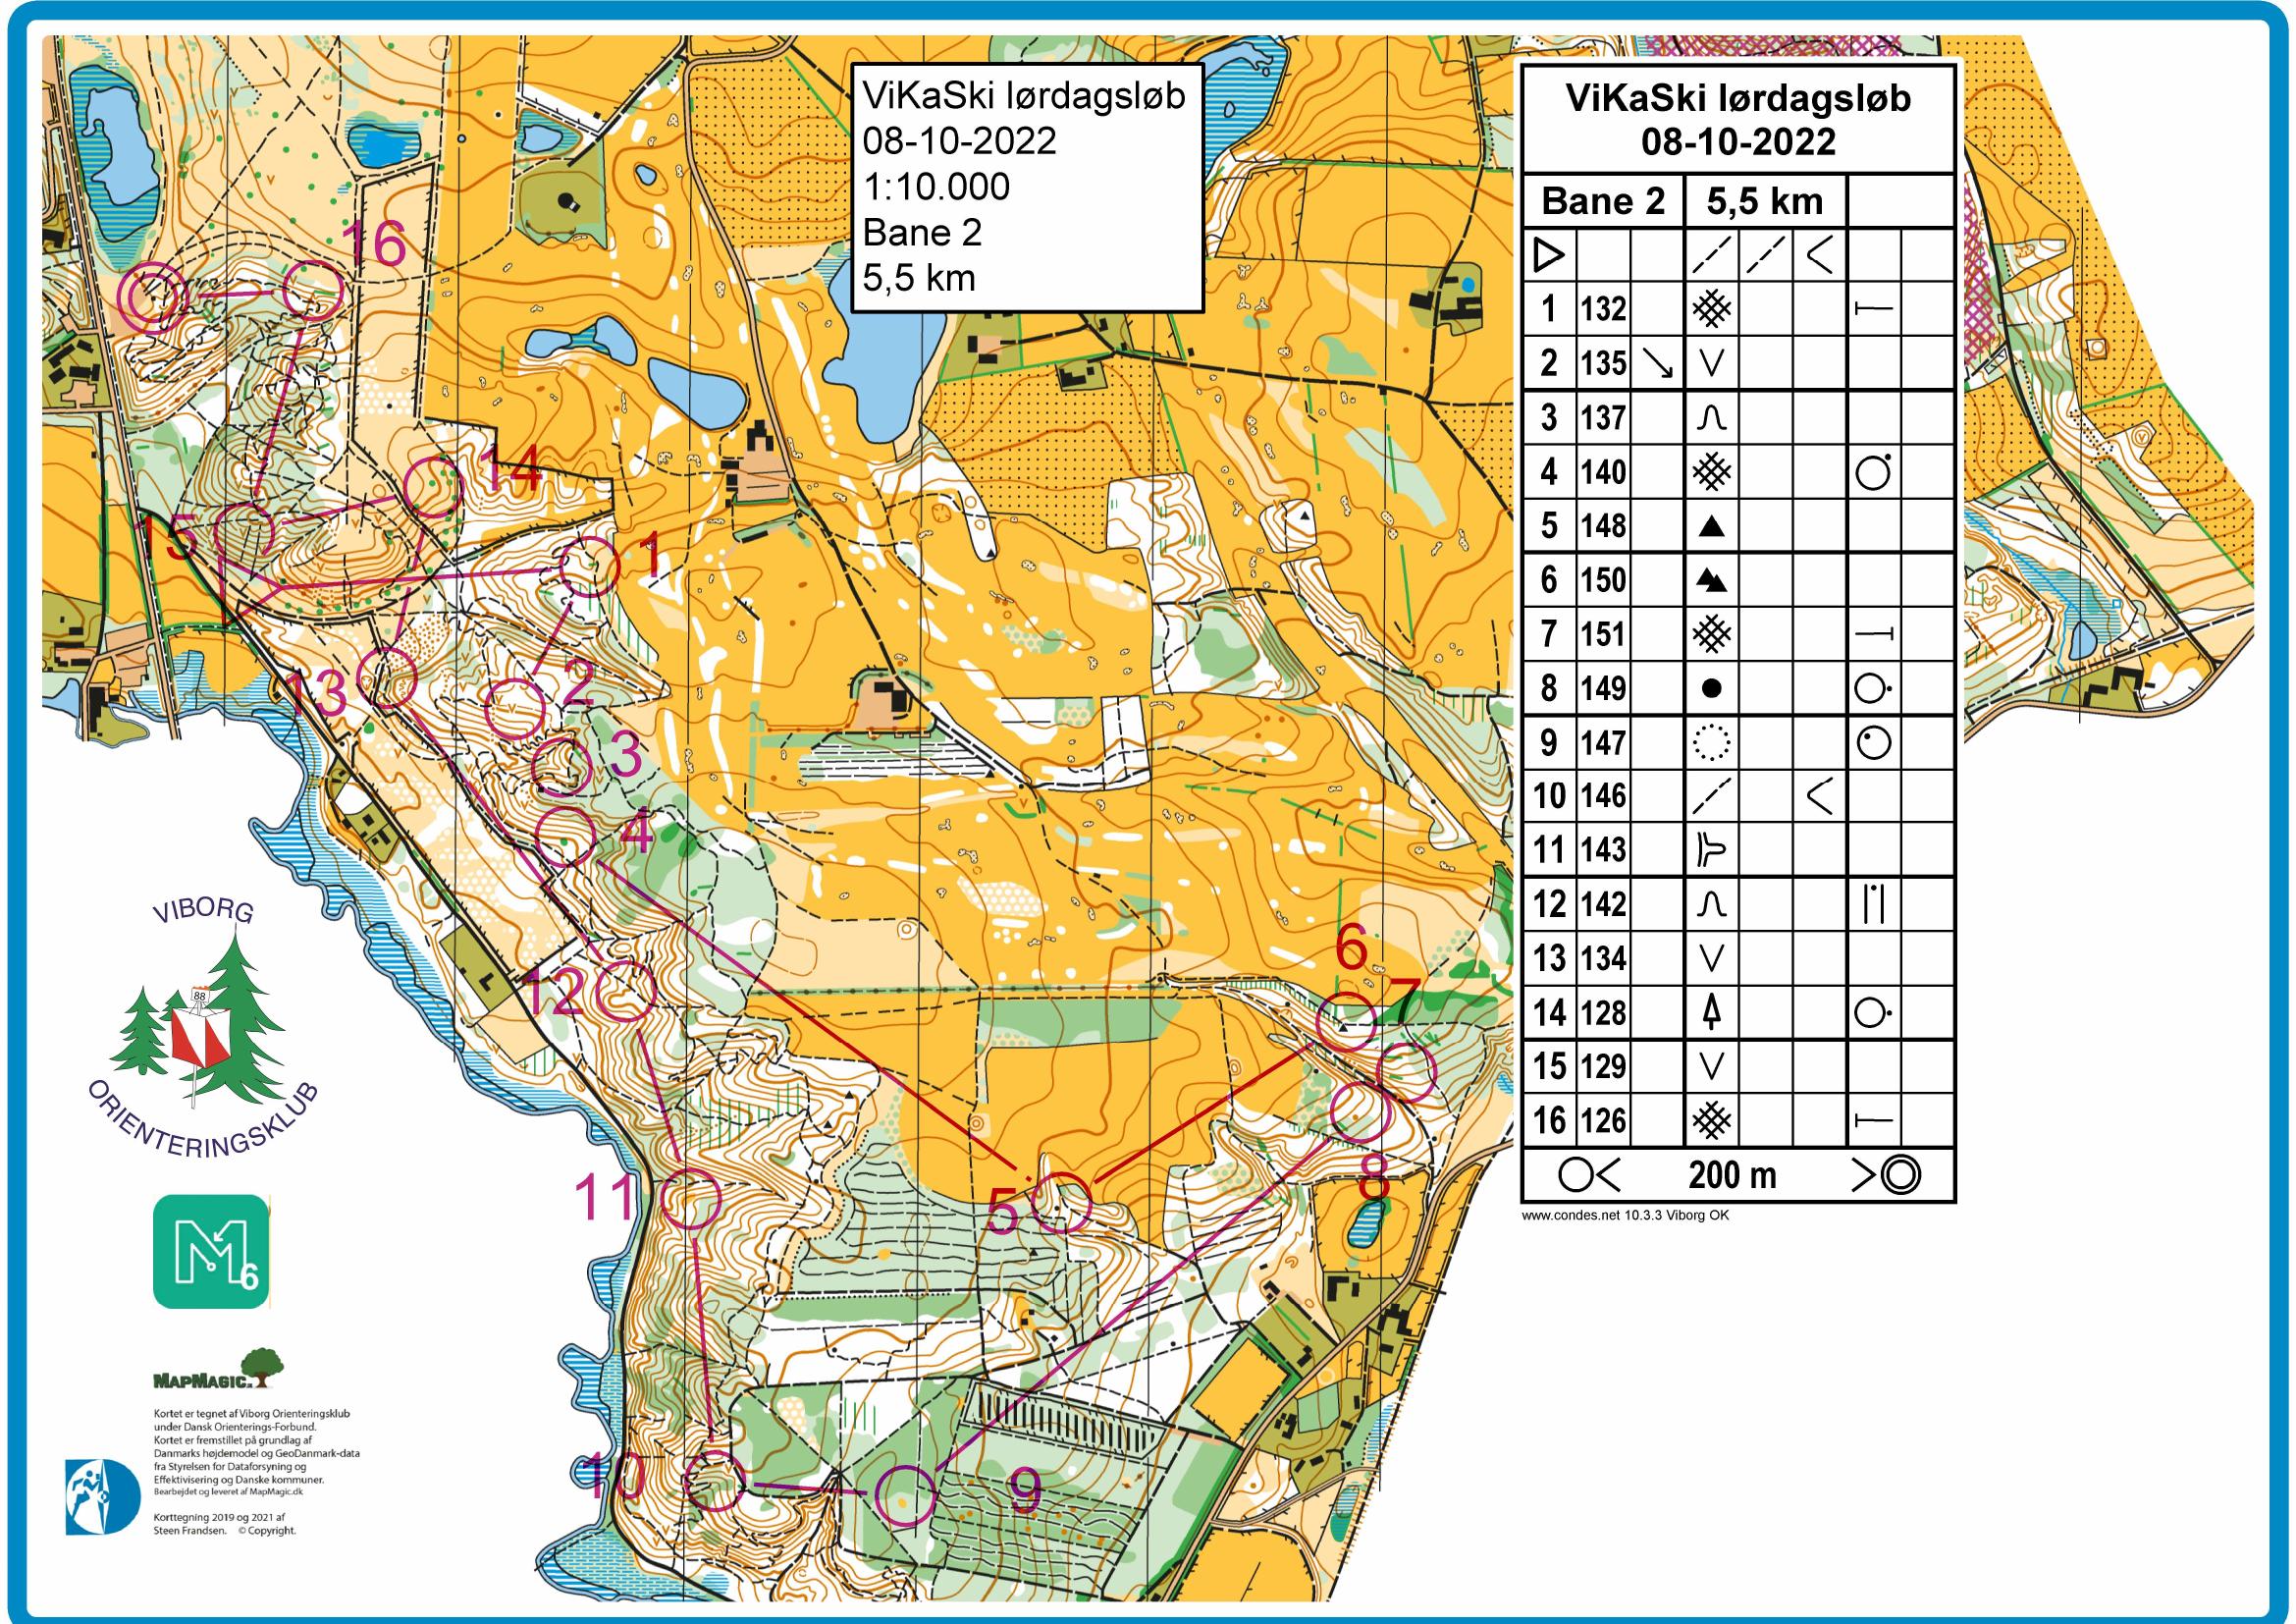 ViKaSki lørdagsløb
08-10-2022
1:10.000
Bane 2
5,5 km
ViKaSki lørdagsløb
08-10-2022
Bane 2 5,5 km
1 132
2 135
3 137
4 140
5 148
6 150
7 151
8 149
9 147
10 146
11 143
12 142
13 134
14 128
15 129
16 126
200 m
www.condes.net 10.3.3 Viborg OK
16
14
15
1
13
2
3
4
6
7
12
8
11
5
10
9
VIBORG
88
ORIENTERINGSKLUB
M6
MAPMAGIC.DK
Kortet er tegnet af Viborg Orienteringsklub
under Dansk Orienterings-Forbund.
Kortet er fremstillet på grundlag af
Danmarks højdemodel og GeoDanmark-data
fra Styrelsen for Dataforsyning og
Effektivisering og Danske kommuner.
Bearbejdet og leveret af MapMagic.dk
Korttegning 2019 og 2021 af
Steen Frandsen. © Copyright.